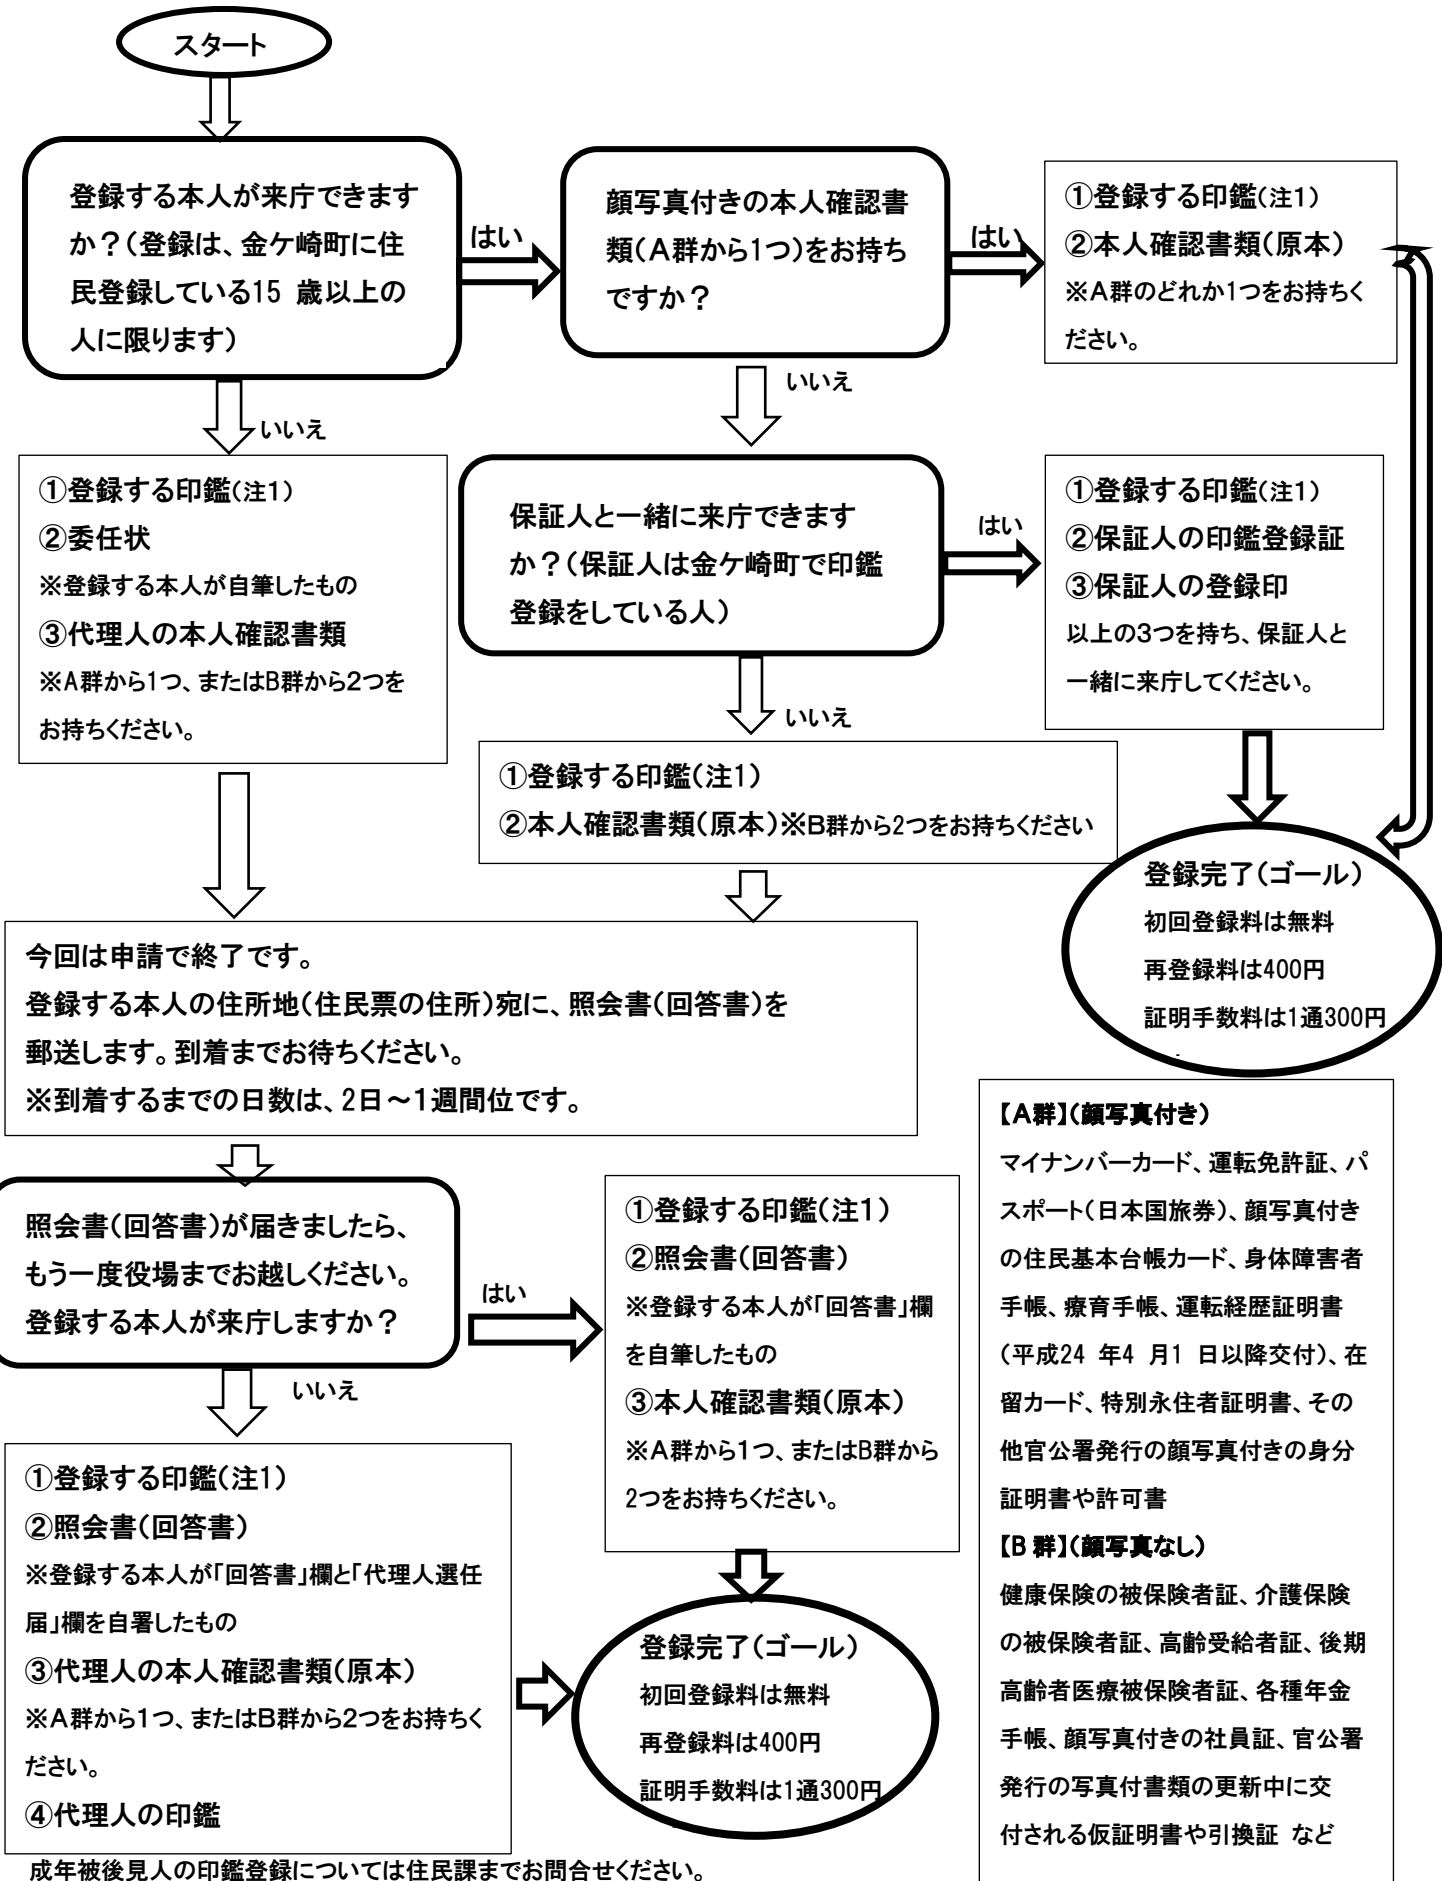 スタート
登録する本人が来庁できます
か？（登録は、金ケ崎町に住
民登録している15 歳以上の
人に限ります）
はい
顔写真付きの本人確認書
類（Ａ群から1つ）をお持ち
ですか？
はい
①登録する印鑑（注1）
②本人確認書類（原本）
※Ａ群のどれか1つをお持ちく
ださい。
いいえ
いいえ
①登録する印鑑（注1）
②委任状
※登録する本人が自筆したもの
③代理人の本人確認書類
※A群から1つ、またはB群から2つを
お持ちください。
保証人と一緒に来庁できます
か？（保証人は金ケ崎町で印鑑
登録をしている人）
はい
①登録する印鑑（注1）
②保証人の印鑑登録証
③保証人の登録印
以上の3つを持ち、保証人と
一緒に来庁してください。
いいえ
①登録する印鑑（注1）
②本人確認書類（原本）※Ｂ群から2つをお持ちください
登録完了（ゴール）
初回登録料は無料
再登録料は400円
証明手数料は1通300円
今回は申請で終了です。
登録する本人の住所地（住民票の住所）宛に、照会書（回答書）を
郵送します。到着までお待ちください。
※到着するまでの日数は、2日～１週間位です。
照会書（回答書）が届きましたら、
もう一度役場までお越しください。
登録する本人が来庁しますか？
はい
いいえ
①登録する印鑑（注1）
②照会書（回答書）
※登録する本人が「回答書」欄
を自筆したもの
③本人確認書類（原本）
※Ａ群から１つ、またはＢ群から
2つをお持ちください。
①登録する印鑑（注1）
②照会書（回答書）
※登録する本人が「回答書」欄と「代理人選任
届」欄を自署したもの
③代理人の本人確認書類（原本）
※Ａ群から１つ、またはＢ群から２つをお持ちく
ださい。
④代理人の印鑑
登録完了（ゴール）
初回登録料は無料
再登録料は400円
証明手数料は1通300円
【Ａ群】（顔写真付き）
マイナンバーカード、運転免許証、パ
スポート（日本国旅券）、顔写真付き
の住民基本台帳カード、身体障害者
手帳、療育手帳、運転経歴証明書
（平成24 年4 月1 日以降交付）、在
留カード、特別永住者証明書、その
他官公署発行の顔写真付きの身分
証明書や許可書
【Ｂ 群】（顔写真なし）
健康保険の被保険者証、介護保険
の被保険者証、高齢受給者証、後期
高齢者医療被保険者証、各種年金
手帳、顔写真付きの社員証、官公署
発行の写真付書類の更新中に交
付される仮証明書や引換証 など
成年被後見人の印鑑登録については住民課までお問合せください。